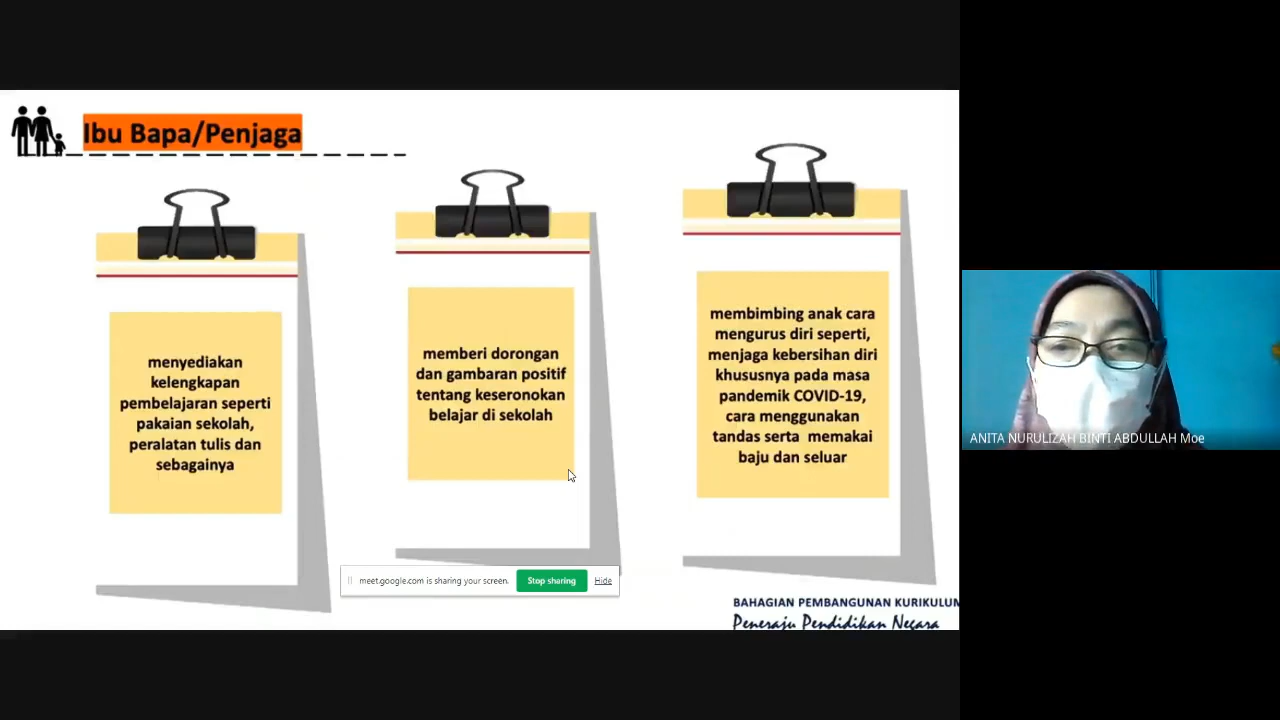 Ibu Bapa/Penjaga
menyediakan
kelengkapan
pembelajaran seperti
pakaian sekolah,
peralatan tulis dan
sebagainya
memberi dorongan
dan gambaran positif
tentang keseronokan
belajar di sekolah
membimbing anak cara
mengurus diri seperti,
menjaga kebersihan diri
khususnya pada masa
pandemik COVID-19,
cara menggunakan
tandas serta memakai
baju dan seluar
meet.google.com is sharing your screen.
Stop sharing
Hide
BAHAGIAN PEMBANGUNAN KURIKULUM
Peneraju Pendidikan Negara
ANITA NURULIZAH BINTI ABDULLAH Moe